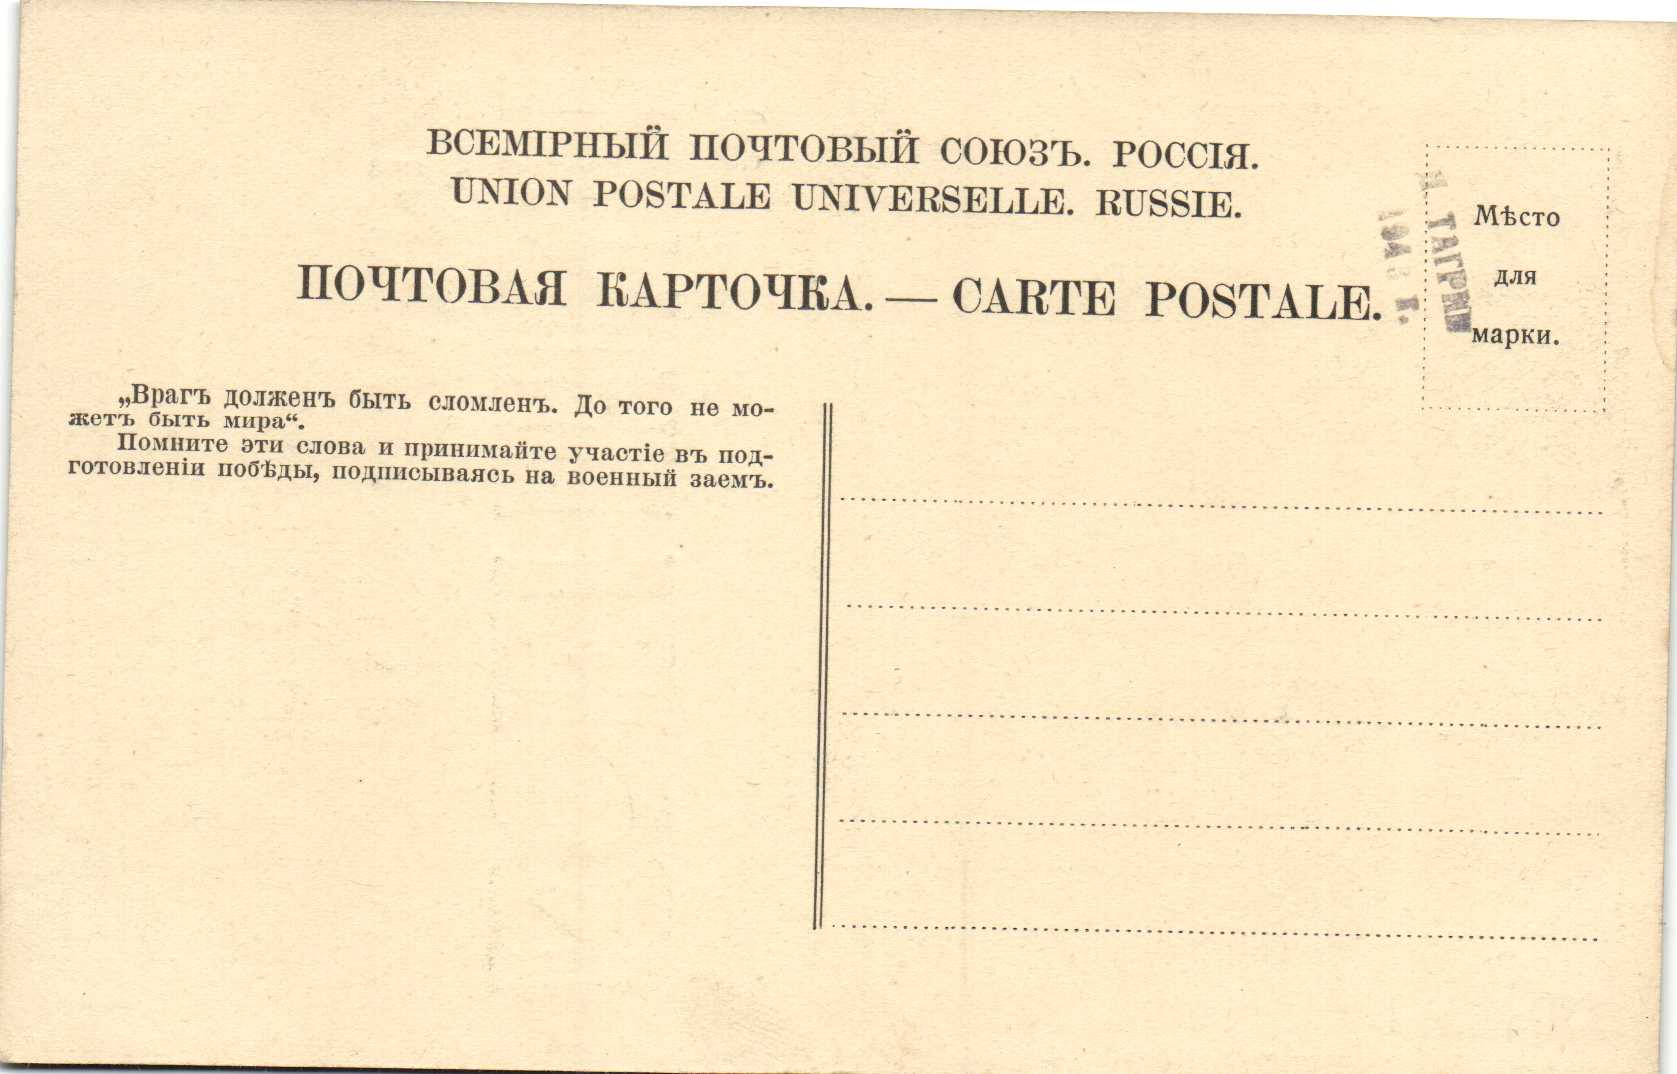 ВСЕМІРНЫЙ ПОЧТОВЫЙ СОЮЗЪ. РОССІЯ.
UNION POSTALE UNIVERSELLE. RUSSIE.
ПОЧТОВАЯ КАРТОЧКА. — CARTE POSTALE.
Мѣсто
для
марки.
„Врагъ долженъ быть сломленъ. До того не мо-
жетъ быть мира“.
Помните эти слова и принимайте участіе въ под-
готовленіи побѣды, подписываясь на военный заемъ.